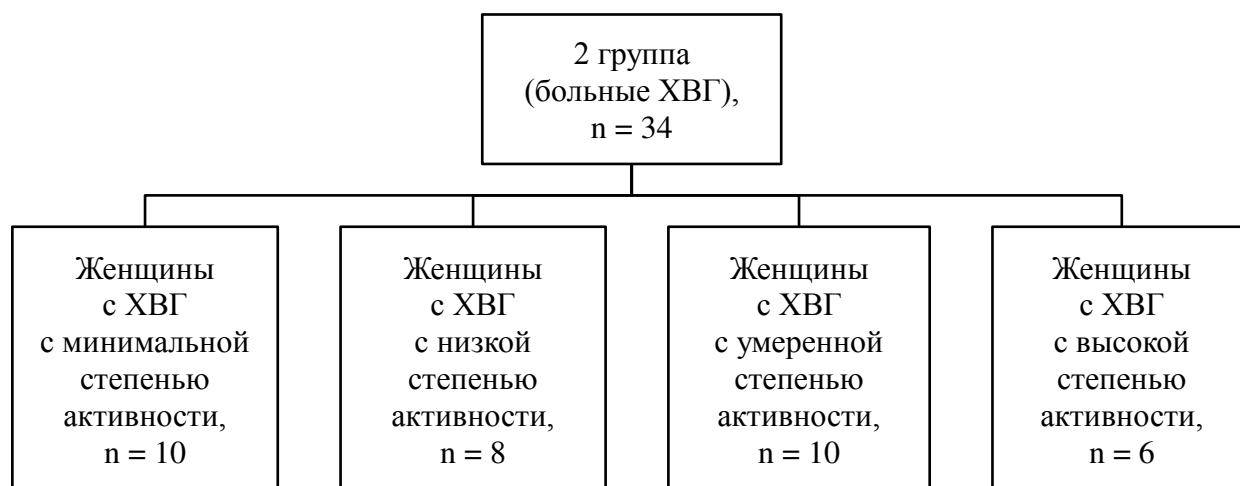 2 группа
(больные ХВГ),
n = 34
Женщины
с ХВГ
с минимальной
степенью
активности,
n = 10
Женщины
с ХВГ
с низкой
степенью
активности,
n = 8
Женщины
с ХВГ
с умеренной
степенью
активности,
n = 10
Женщины
с ХВГ
с высокой
степенью
активности,
n = 6